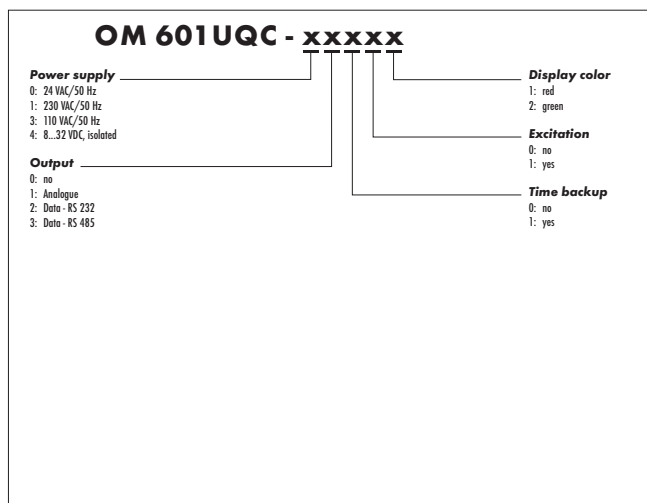 OM 601UQC - xxxxx
Power supply
0: 24 VAC/50 Hz
1: 230 VAC/50 Hz
3: 110 VAC/50 Hz
4: 8...32 VDC, isolated
Output
0: no
1: Analogue
2: Data - RS 232
3: Data - RS 485
Display color
1: red
2: green
Excitation
0: no
1: yes
Time backup
0: no
1: yes